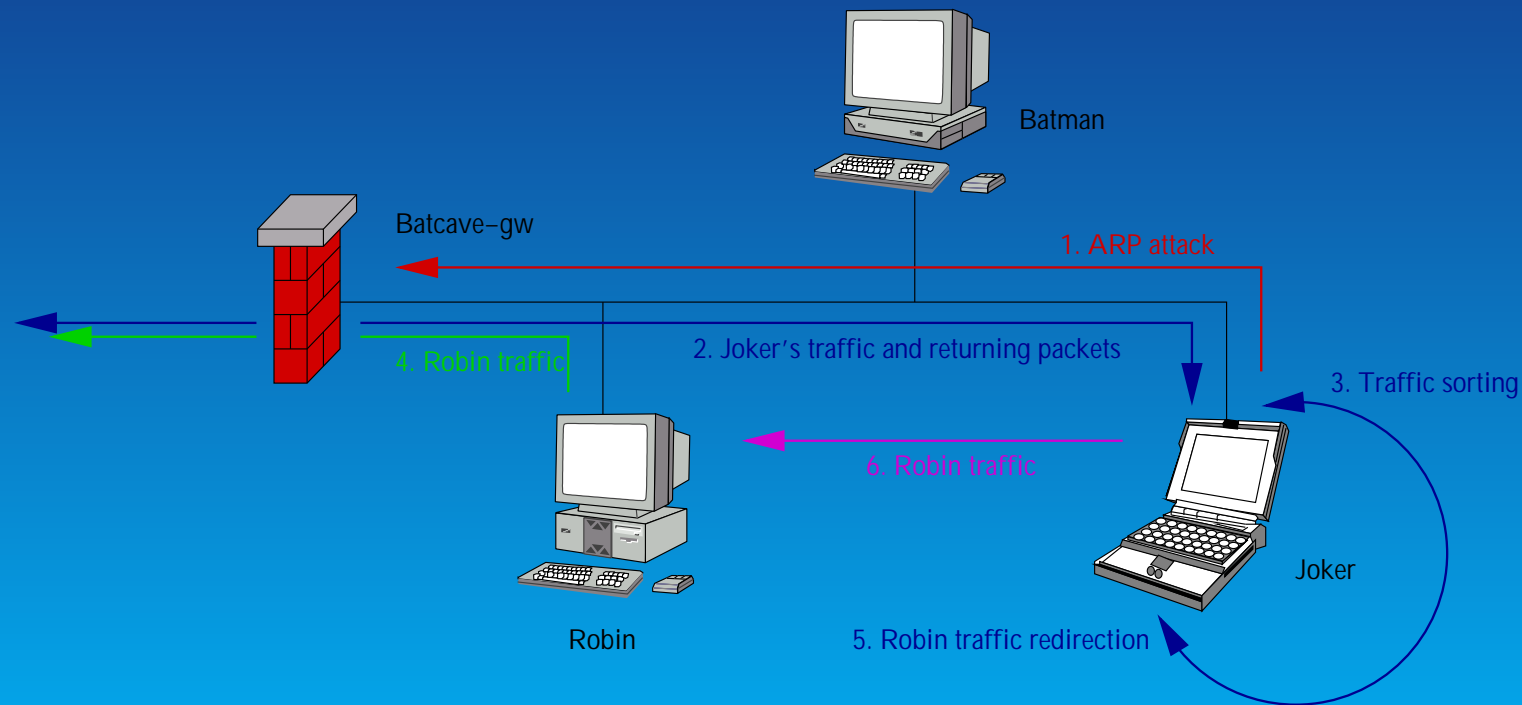 Batman
Batcave−gw
1. ARP attack
2. Joker's traffic and returning packets
4. Robin traffic
3. Traffic sorting
6. Robin traffic
Joker
Robin
5. Robin traffic redirection